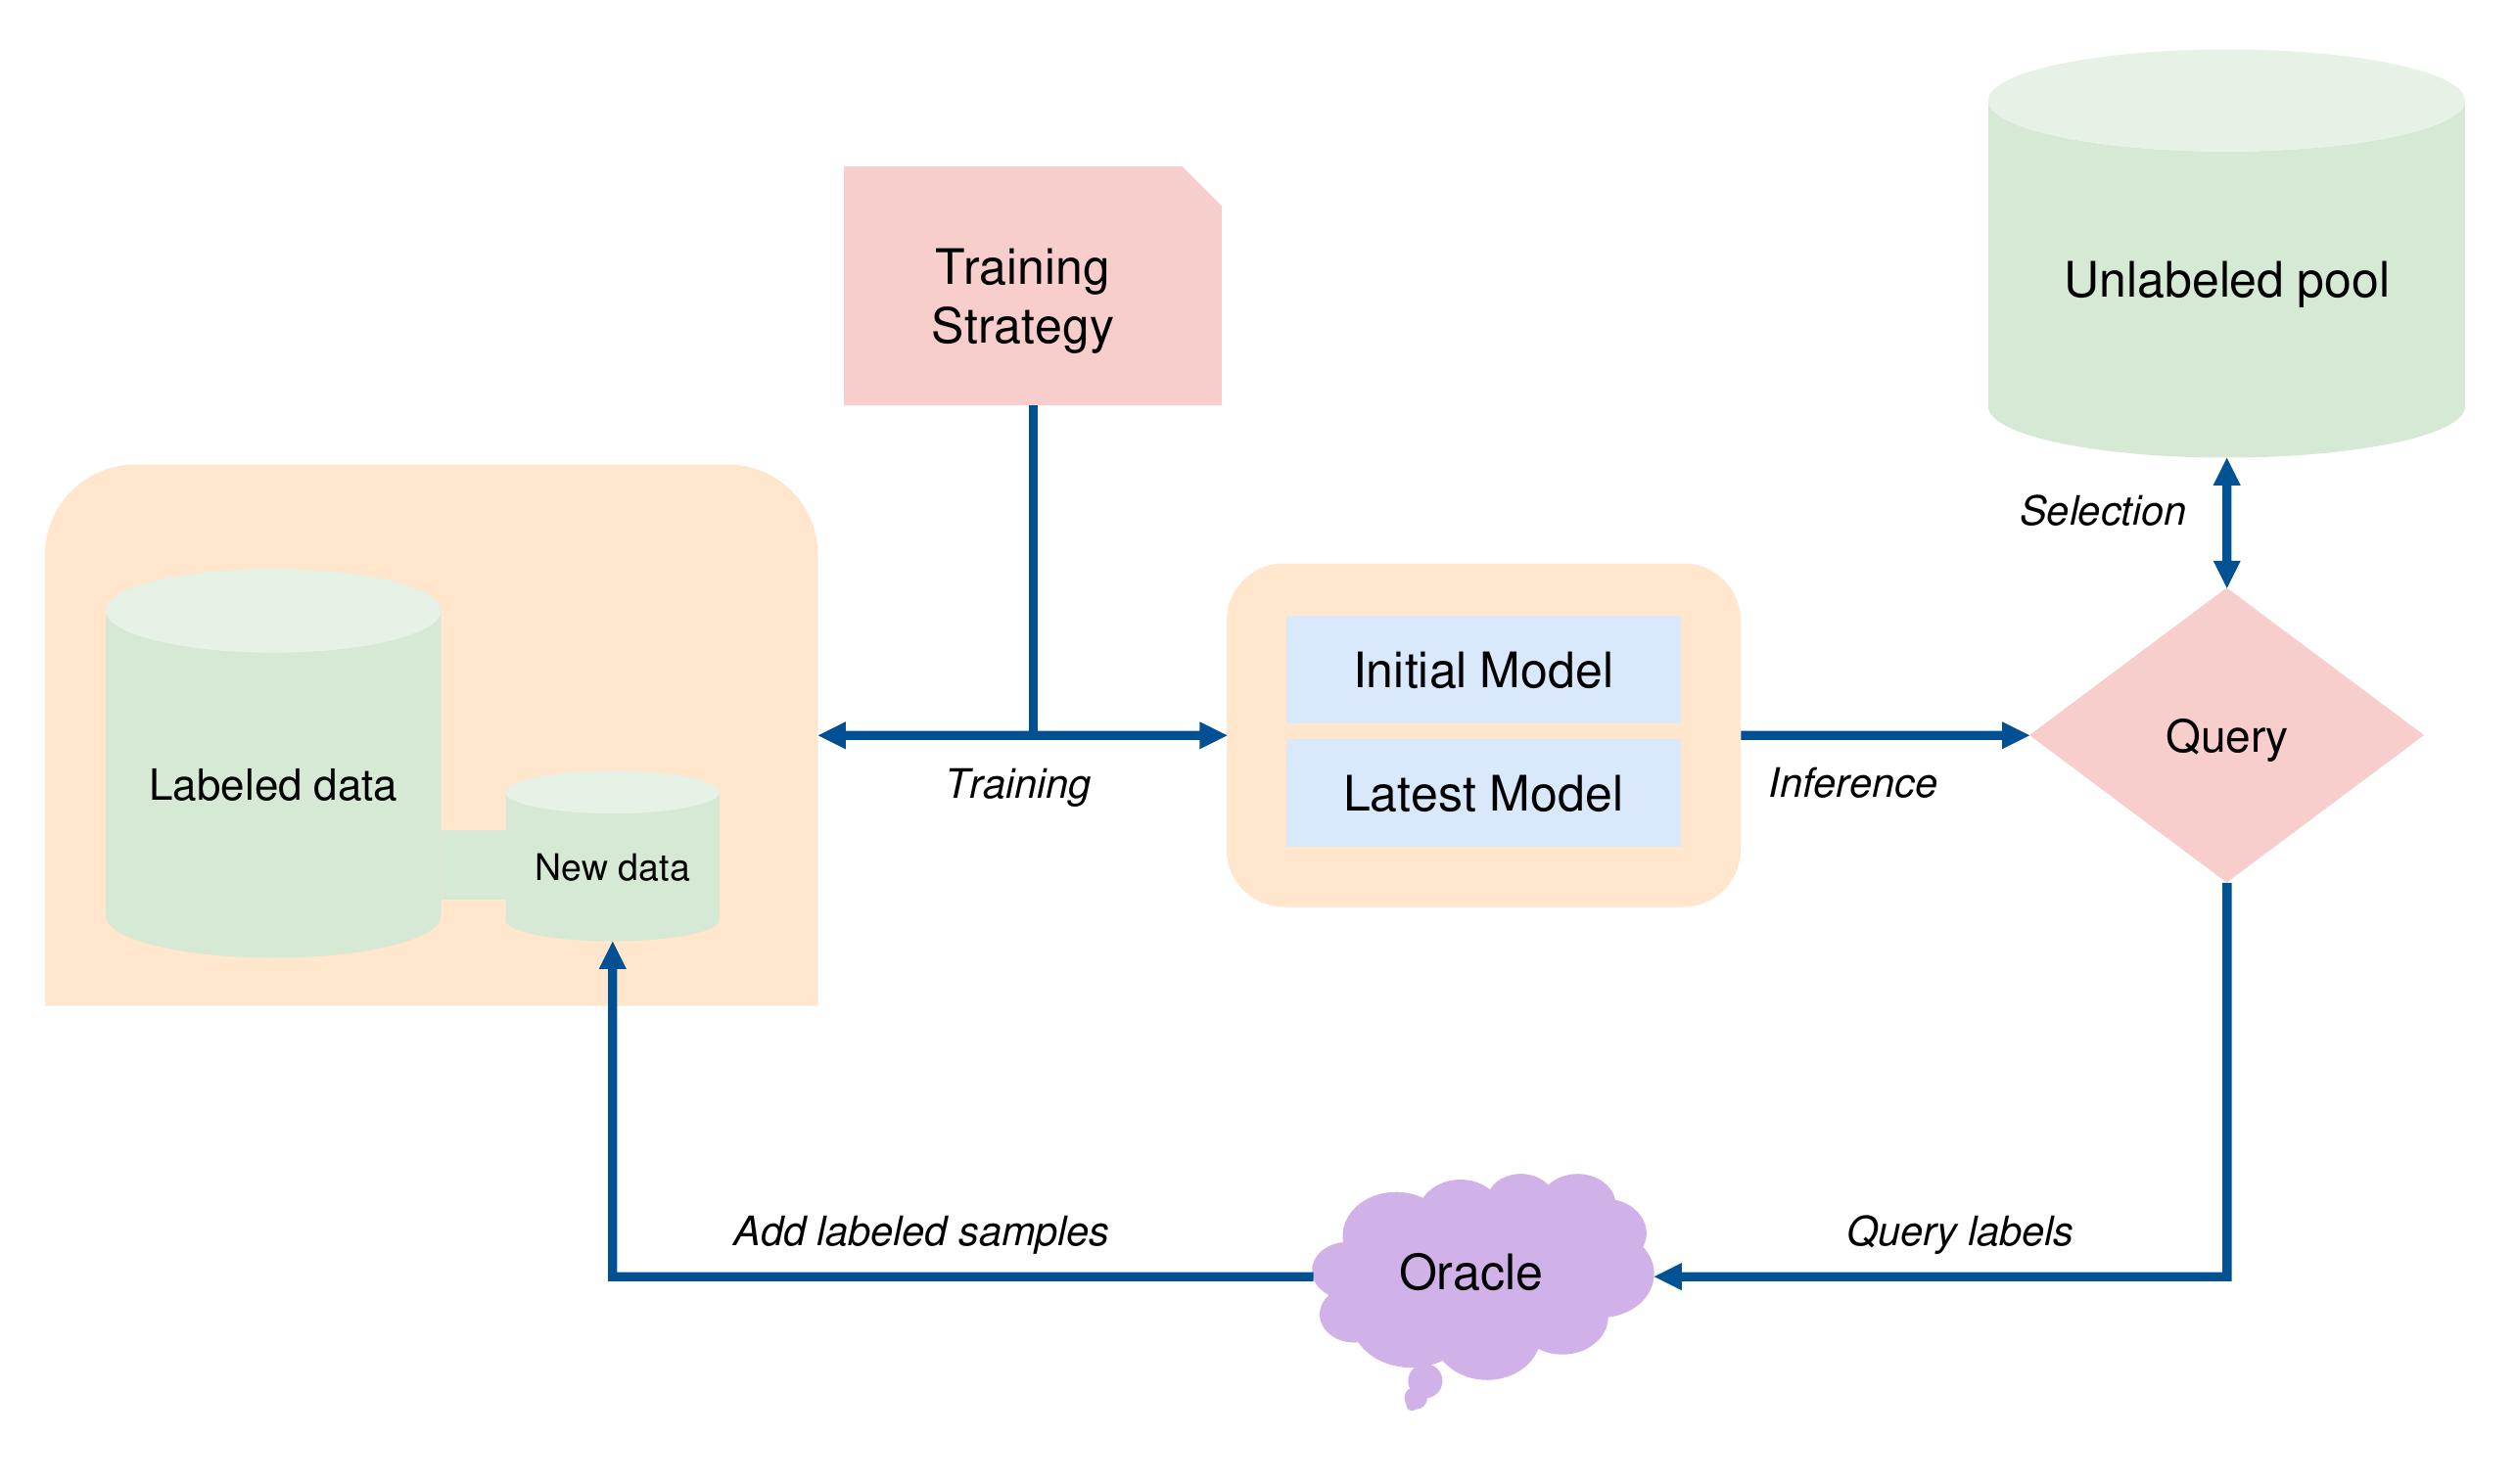 Training
Strategy
Unlabeled pool
Selection
Labeled data
New data
Training
Initial Model
Latest Model
Inference
Query
Add labeled samples
Oracle
Query labels